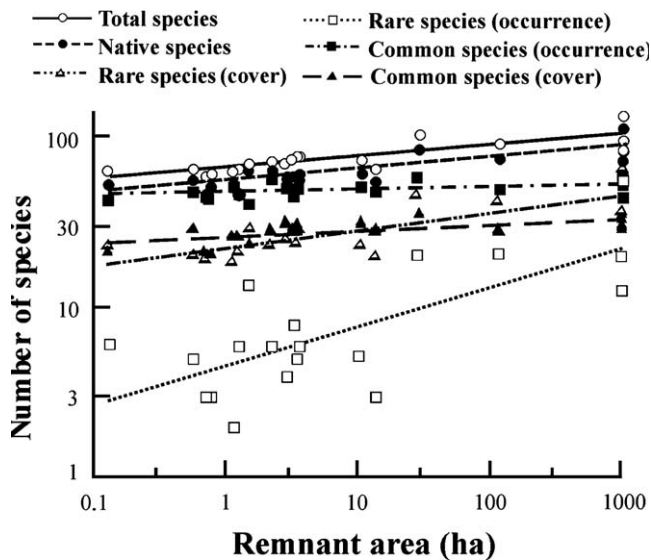 Total species
Native species
Rare species (cover)
Rare species (occurrence)
Common species (occurrence)
Common species (cover)
Number of species
100
30
10
3
1
0.1
1
10
100
1000
Remnant area (ha)